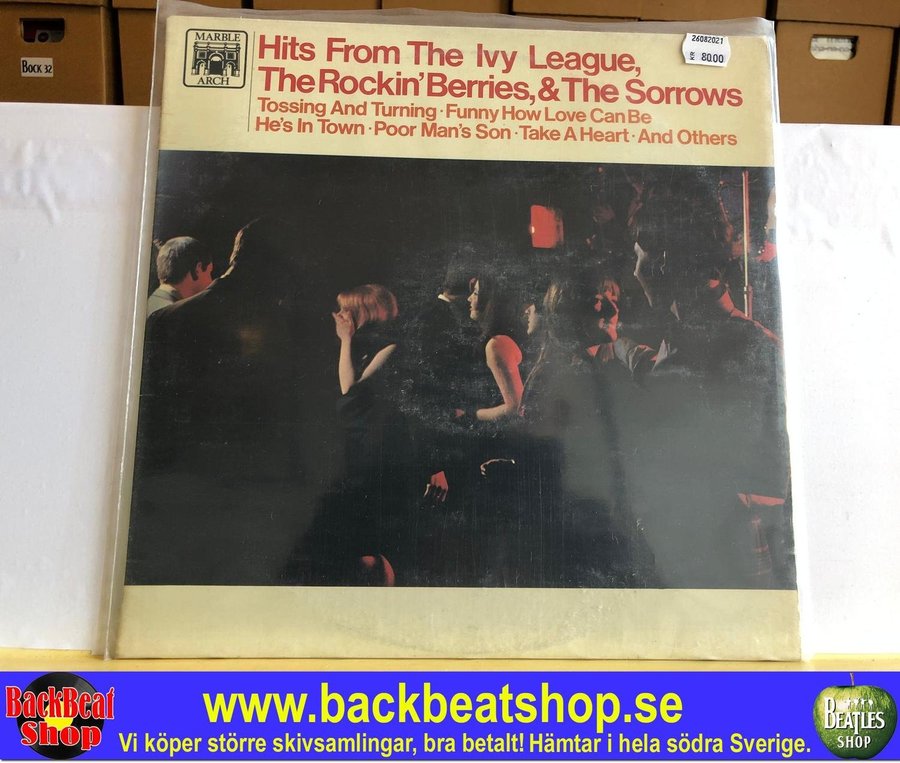 BOCK 32
MARBLE
ARCH
Hits From The Ivy League,
The Rockin' Berries, & The Sorrows
Tossing And Turning · Funny How Love Can Be
He's In Town · Poor Man's Son · Take A Heart · And Others
26082021
KR 80.00
BackBeat
Shop
www.backbeatshop.se
Vi köper större skivsamlingar, bra betalt! Hämtar i hela södra Sverige.
BEATLES
SHOP